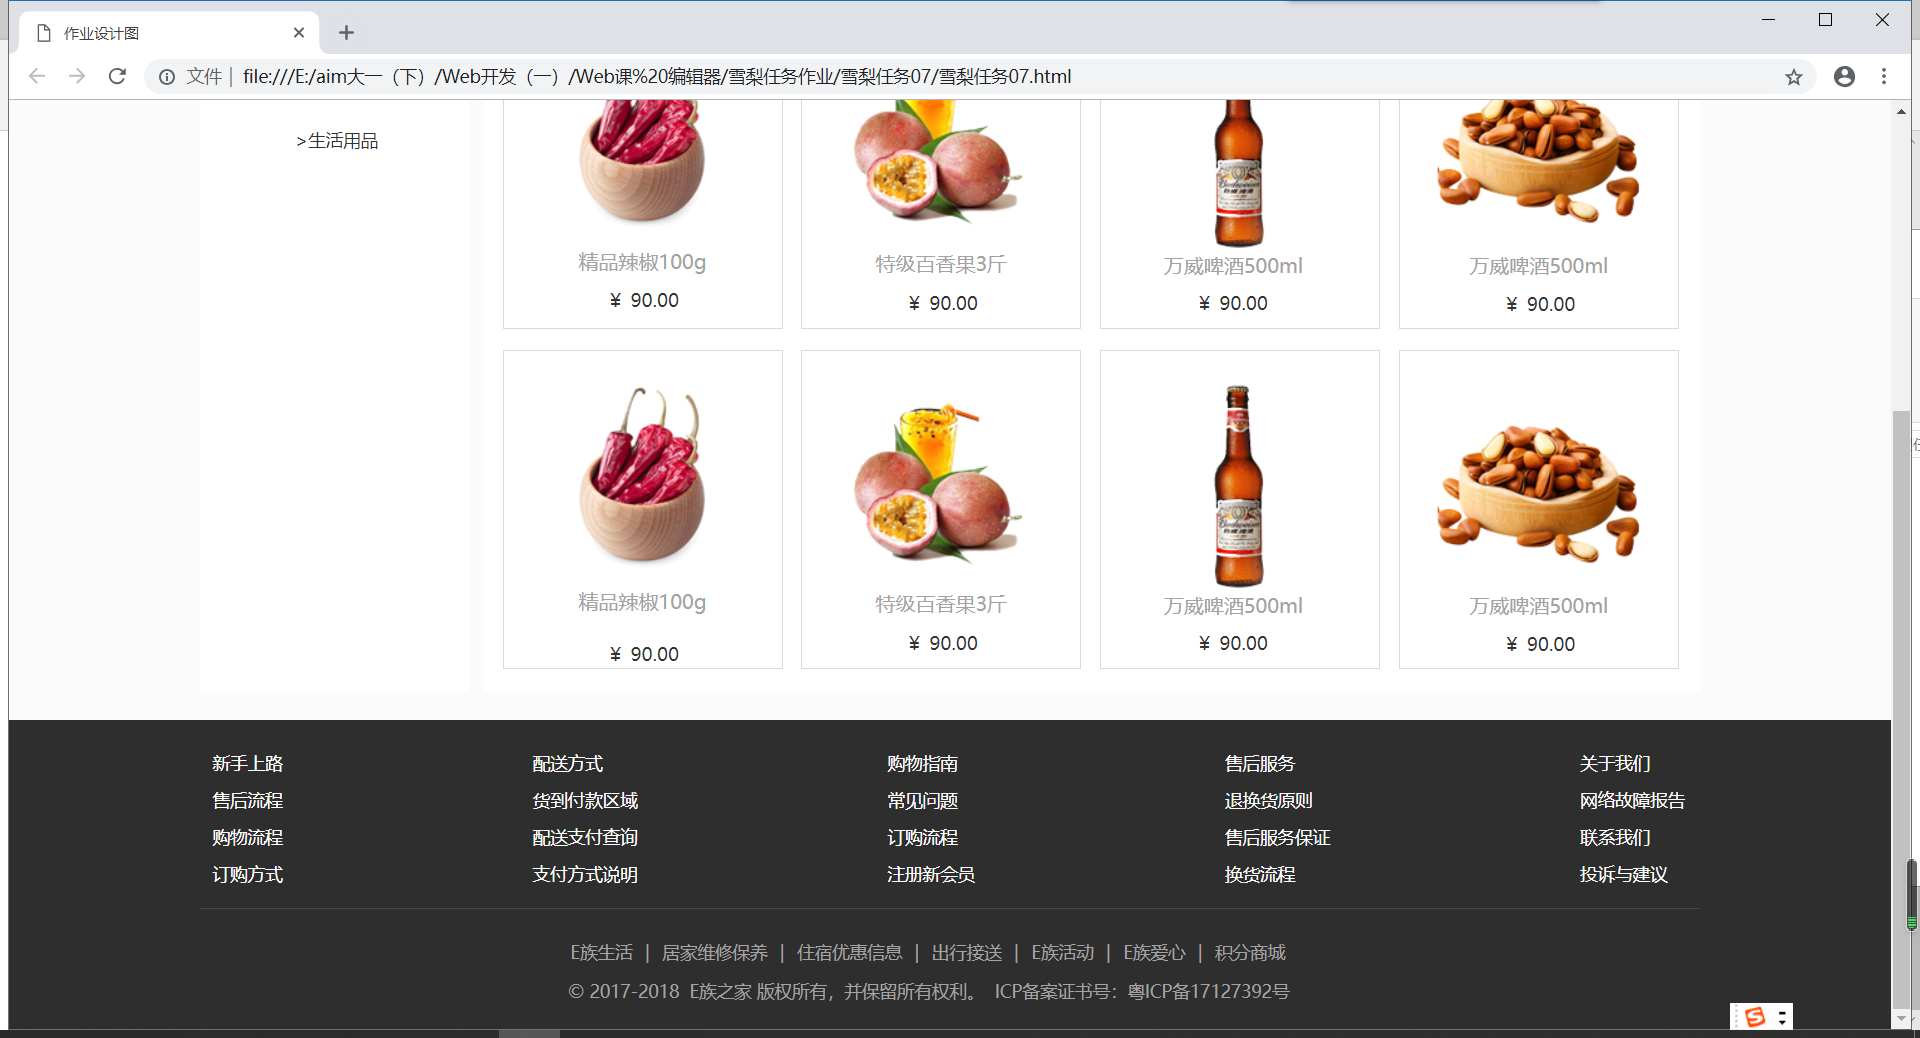 作业设计图
文件 | file:///E:/aim大一（下）/Web开发（一）/Web课%20编辑器/雪梨任务作业/雪梨任务07/雪梨任务07.html
>生活用品
精品辣椒100g 特级百香果3斤 万威啤酒500ml 万威啤酒500ml
¥ 90.00 ¥ 90.00 ¥ 90.00 ¥ 90.00
Budweiser
精品辣椒100g 特级百香果3斤 万威啤酒500ml 万威啤酒500ml
¥ 90.00 ¥ 90.00 ¥ 90.00 ¥ 90.00
新手上路 配送方式 购物指南 售后服务 关于我们
售后流程 货到付款区域 常见问题 退换货原则 网络故障报告
购物流程 配送支付查询 订购流程 售后服务保证 联系我们
订购方式 支付方式说明 注册新会员 换货流程 投诉与建议
E族生活 | 居家维修保养 | 住宿优惠信息 | 出行接送 | E族活动 | E族爱心 | 积分商城
© 2017-2018 E族之家 版权所有，并保留所有权利。 ICP备案证书号：粤ICP备17127392号